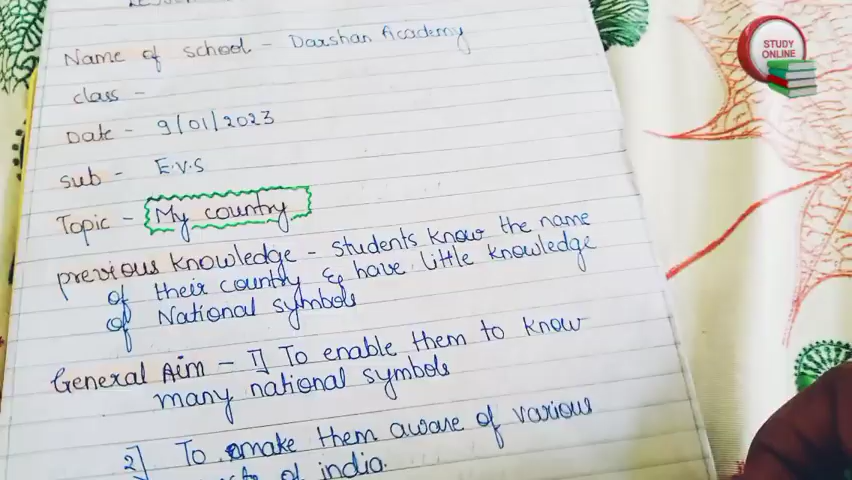 Name of school - Darshan Academy
class -
Date - 9/01/2023
Sub - E.V.S
Topic - My country
previous knowledge - students know the name
of their country & have little knowledge
of National symbols
General Aim - 1] To enable them to know
many national symbols
2] To make them aware of various
of india.
STUDY
ONLINE